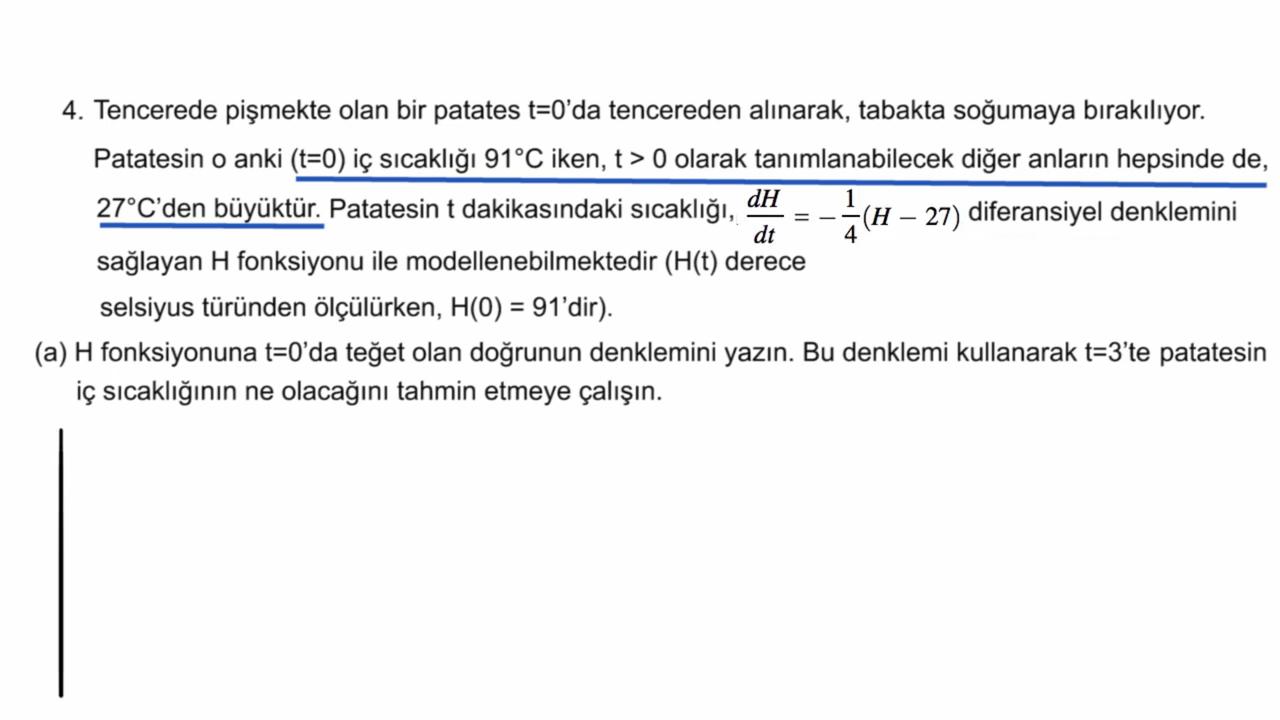 4. Tencerede pişmekte olan bir patates t=0’da tencereden alınarak, tabakta soğumaya bırakılıyor.
Patatesin o anki (t=0) iç sıcaklığı 91°C iken, t > 0 olarak tanımlanabilecek diğer anların hepsinde de,
27°C’den büyüktür. Patatesin t dakikasındaki sıcaklığı, dH/dt = −1/4(H − 27) diferansiyel denklemini
sağlayan H fonksiyonu ile modellenebilmektedir (H(t) derece
selsiyus türünden ölçülürken, H(0) = 91’dir).
(a) H fonksiyonuna t=0’da teğet olan doğrunun denklemini yazın. Bu denklemi kullanarak t=3’te patatesin
iç sıcaklığının ne olacağını tahmin etmeye çalışın.